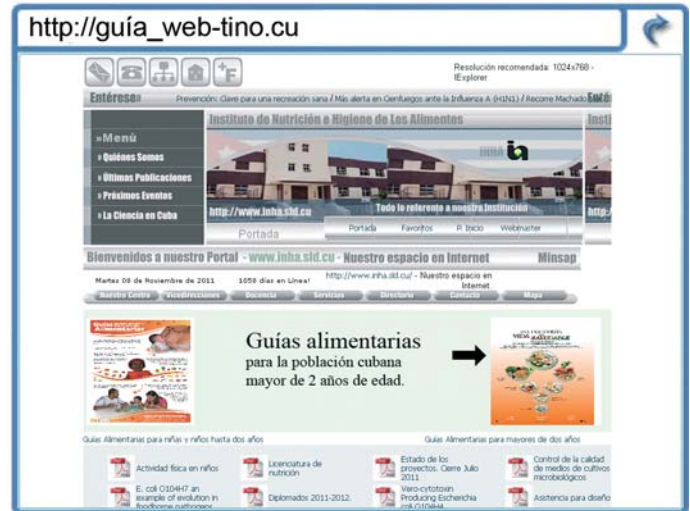 http://guía_web-tino.cu
Resolución recomendada: 1024x768 - IExplorer
Entérese» Prevención: Clave para una recreación sana / Más alerta en Cienfuegos ante la Influenza A (H1N1) / Recorre Machado Enté
Instituto de Nutrición e Higiene de Los Alimentos Insti
»Menú
» Quiénes Somos
» Últimas Publicaciones
» Próximos Eventos
» La Ciencia en Cuba
INHA
http://www.inha.sld.cu Todo lo referente a nuestra Institución http:/
Portada
Portada Favoritos P. Inicio Webmaster
Bienvenidos a nuestro Portal - www.inha.sld.cu - Nuestro espacio en Internet Minsap
Martes 08 de Noviembre de 2011 1058 días en Línea! http://www.inha.sld.cu/ - Nuestro espacio en
Internet
Nuestro Centro Vicedirecciones Docencia Servicios Directorio Contacto Mapa
Guías
Alimentarias
Guías alimentarias
para la población cubana
mayor de 2 años de edad.
VIDA SALUDABLE
Guías Alimentarias para niñas y niños hasta dos años Guías Alimentarias para mayores de dos años
Actividad física en niños
Licenciatura de
nutrición
Estado de los
proyectos. Cierre Julio
2011
Control de la calidad
de medios de cultivos
microbiológicos
E. coli O104H7 an
example of evolution in
foodborne pathogens
Diplomados 2011-2012.
Vero-cytotoxin
Producing Escherichia
coli O104H4
Asistencia para diseño